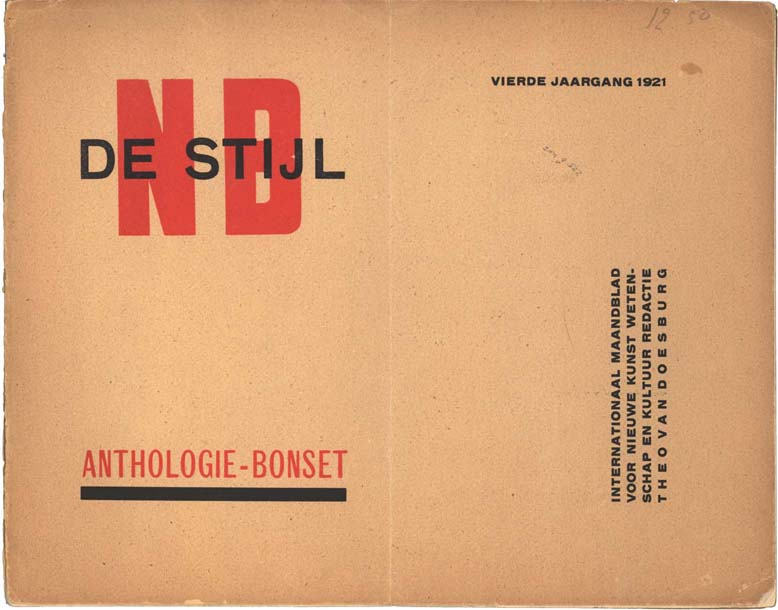 NB
DE STIJL
ANTHOLOGIE-BONSET
12 50
VIERDE JAARGANG 1921
INTERNATIONAAL MAANDBLAD
VOOR NIEUWE KUNST WETEN-
SCHAP EN KULTUUR REDACTIE
THEO VAN DOESBURG